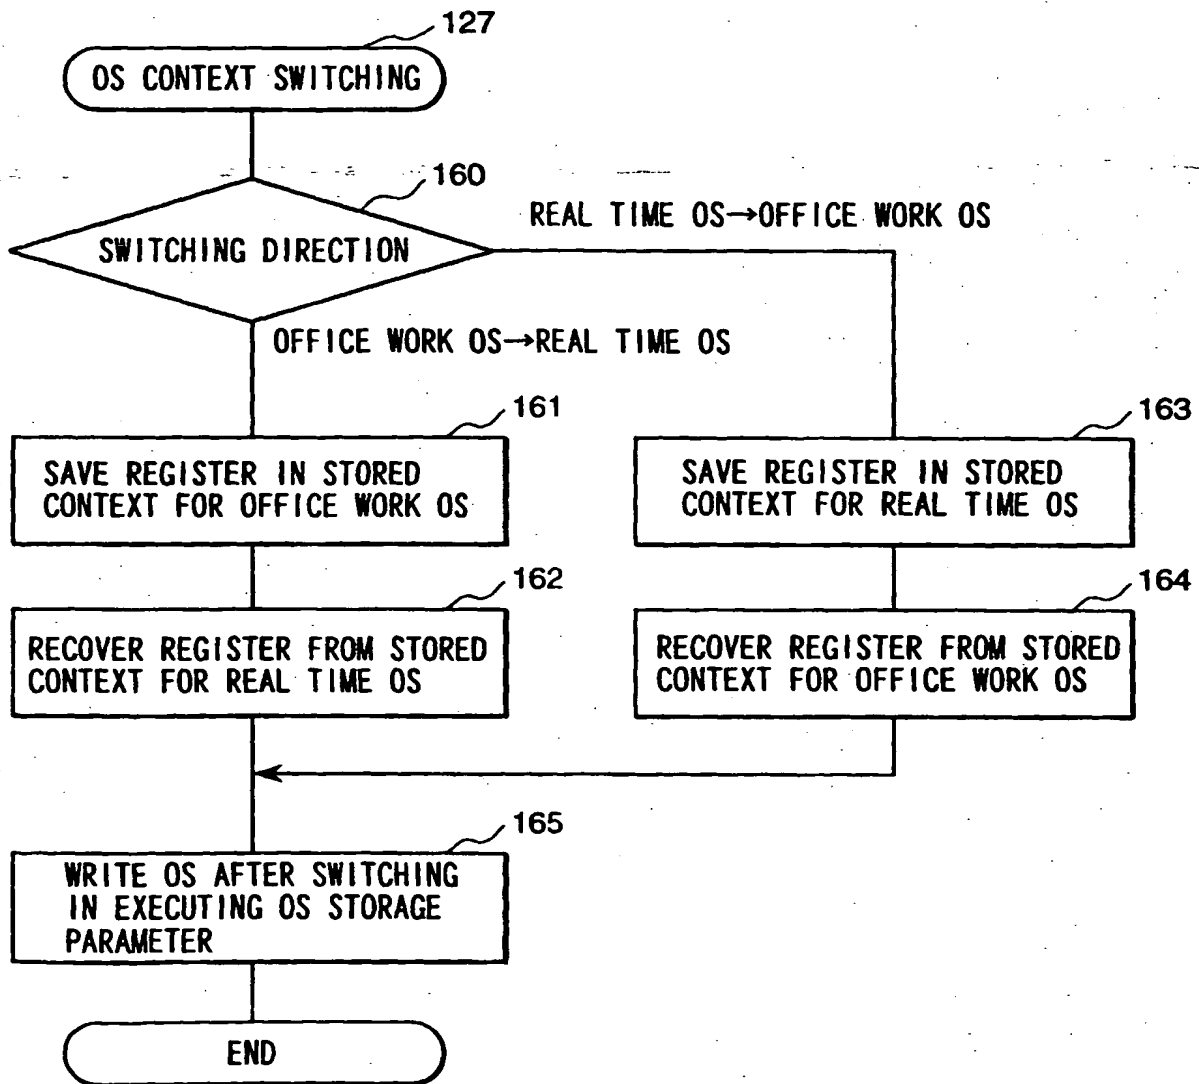 127
OS CONTEXT SWITCHING
160
REAL TIME OS→OFFICE WORK OS
SWITCHING DIRECTION
OFFICE WORK OS→REAL TIME OS
161
SAVE REGISTER IN STORED
CONTEXT FOR OFFICE WORK OS
162
RECOVER REGISTER FROM STORED
CONTEXT FOR REAL TIME OS
163
SAVE REGISTER IN STORED
CONTEXT FOR REAL TIME OS
164
RECOVER REGISTER FROM STORED
CONTEXT FOR OFFICE WORK OS
165
WRITE OS AFTER SWITCHING
IN EXECUTING OS STORAGE
PARAMETER
END